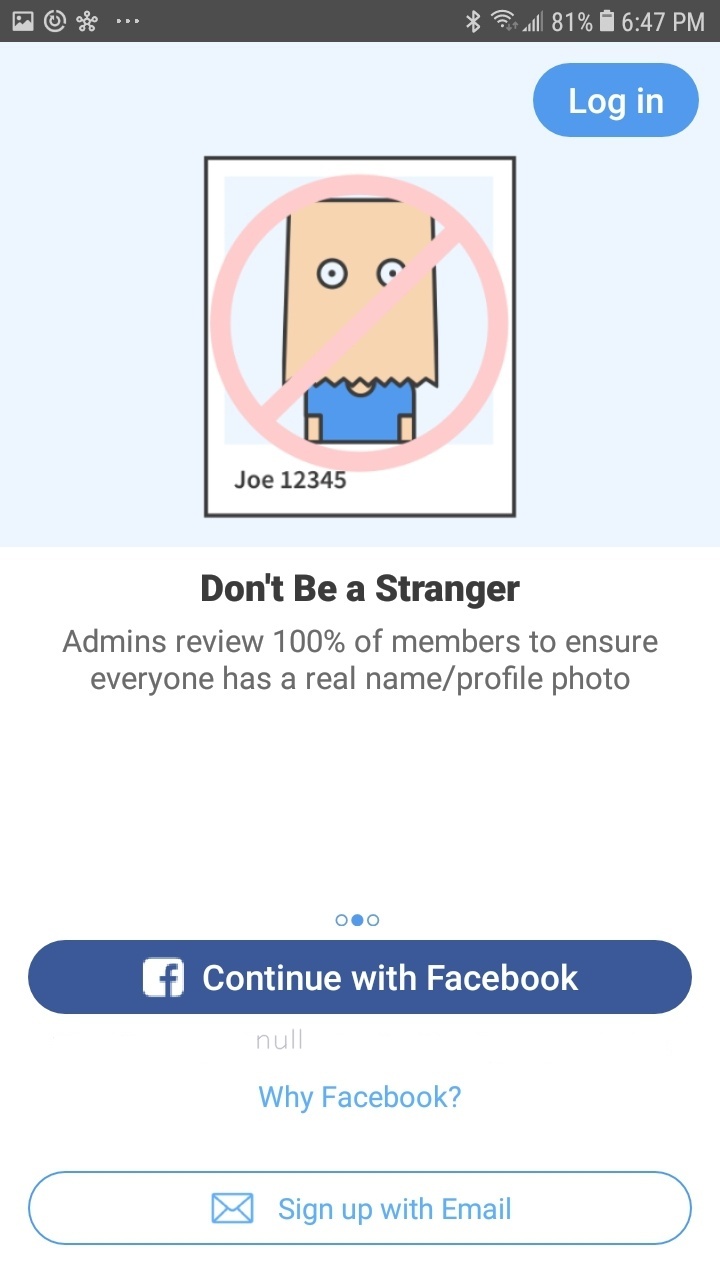 81% 6:47 PM
Log in
Joe 12345
Don't Be a Stranger
Admins review 100% of members to ensure
everyone has a real name/profile photo
Continue with Facebook
null
Why Facebook?
Sign up with Email